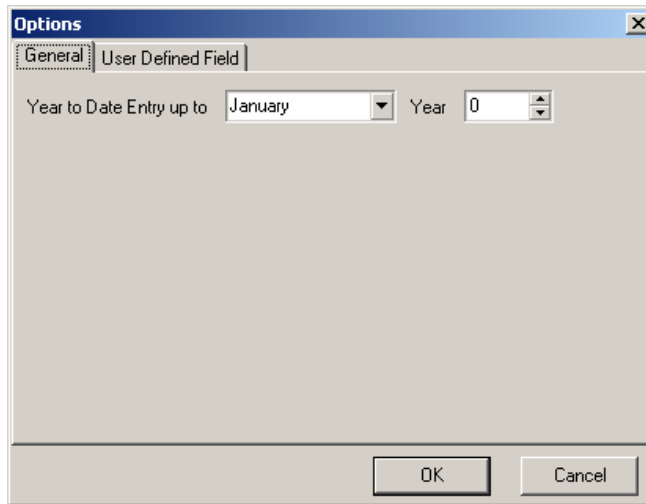 Options
General User Defined Field
Year to Date Entry up to January Year 0
OK Cancel